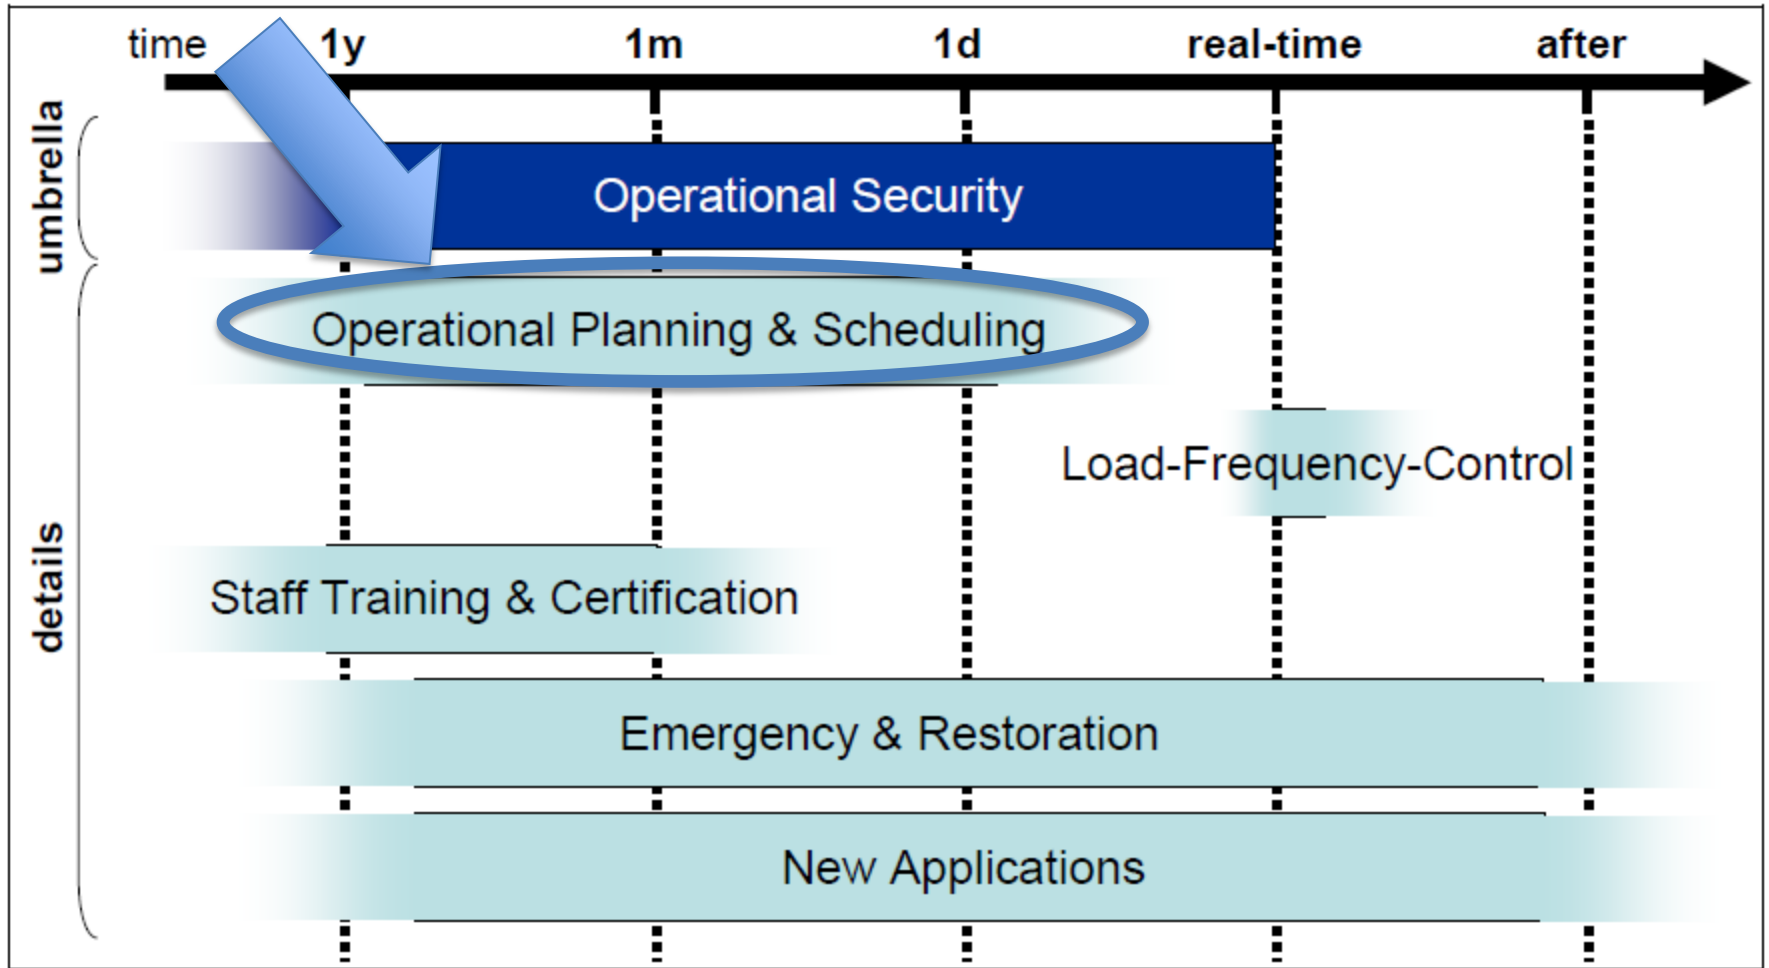 time 1y 1m 1d real-time after
umbrella
Operational Security
details
Operational Planning & Scheduling
Load-Frequency-Control
Staff Training & Certification
Emergency & Restoration
New Applications